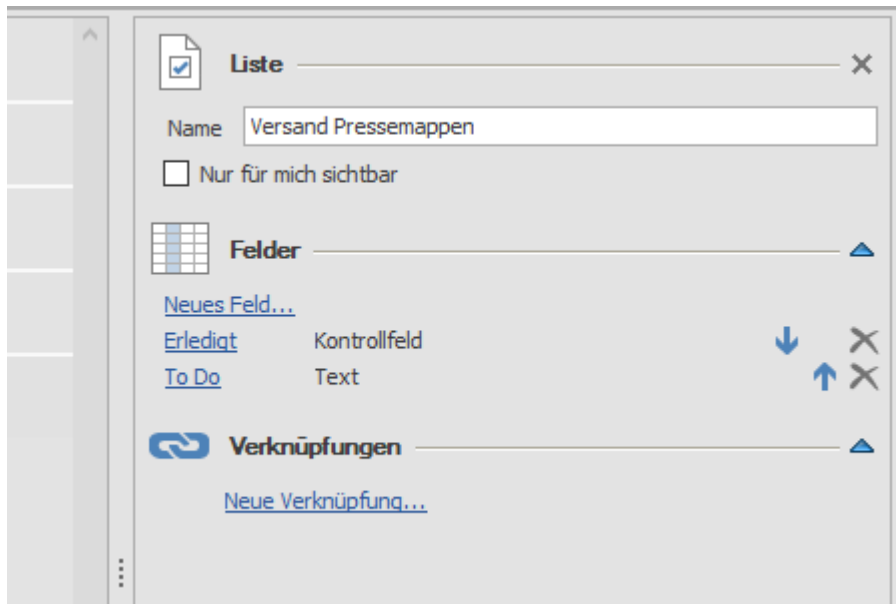 Liste
Name Versand Pressemappen
Nur für mich sichtbar
Felder
Neues Feld...
Erledigt Kontrollfeld
To Do Text
Verknüpfungen
Neue Verknüpfung...